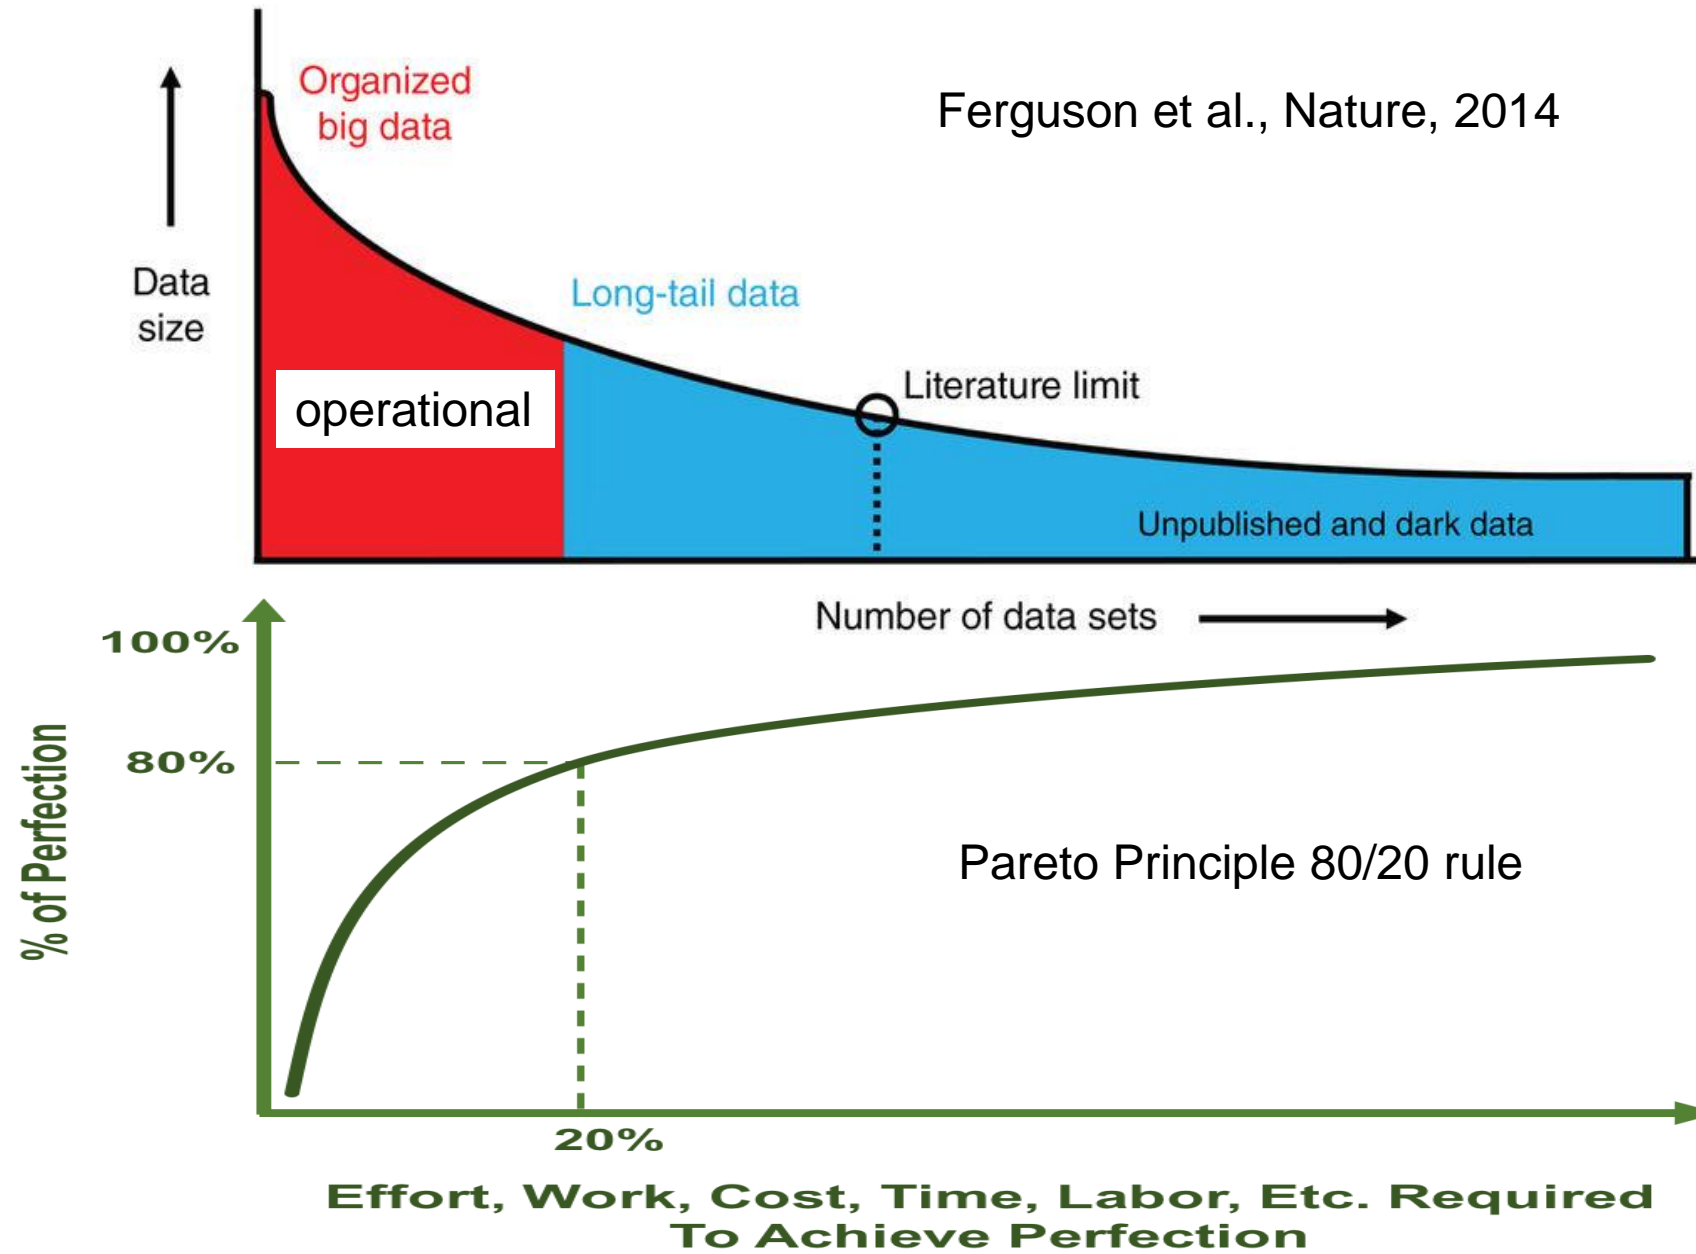 Organized
big data
Ferguson et al., Nature, 2014
Data
size
Long-tail data
operational
Literature limit
Unpublished and dark data
Number of data sets
100%
80%
% of Perfection
Pareto Principle 80/20 rule
20%
Effort, Work, Cost, Time, Labor, Etc. Required
To Achieve Perfection